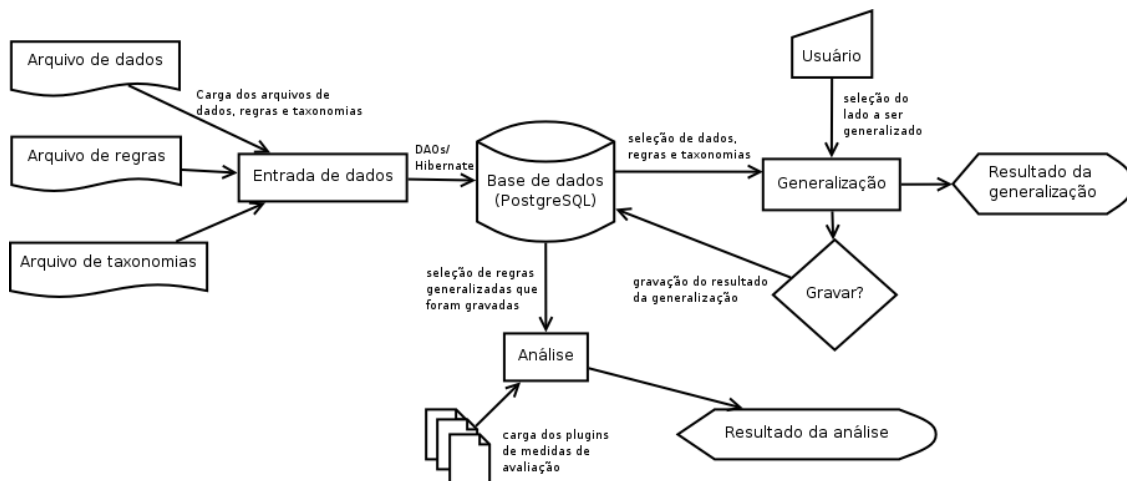 Arquivo de dados
Carga dos arquivos de
dados, regras e taxonomias
Arquivo de regras
Entrada de dados
Arquivo de taxonomias
DAOs/
Hibernate
Base de dados
(PostgreSQL)
seleção de dados,
regras e taxonomias
Usuário
seleção do
lado a ser
generalizado
Generalização
Resultado da
generalização
Gravar?
gravação do resultado
da generalização
seleção de regras
generalizadas que
foram gravadas
Análise
carga dos plugins
de medidas de
avaliação
Resultado da análise